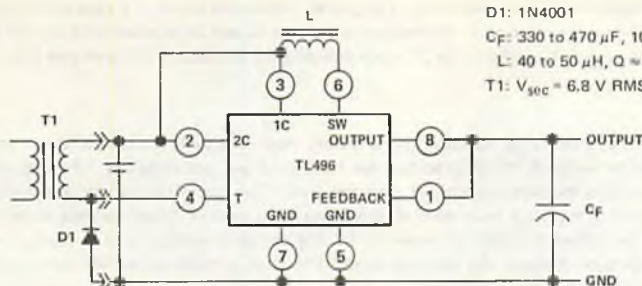 D1: 1N4001
CF: 330 to 470 μF, 10
L: 40 to 50 μH, Q ≈
T1: Vsec = 6.8 V RMS
L
3
6
T1
1C
SW
2
2C
OUTPUT
8
OUTPUT
TL496
4
T
FEEDBACK
1
CF
GND
GND
D1
7
5
GND